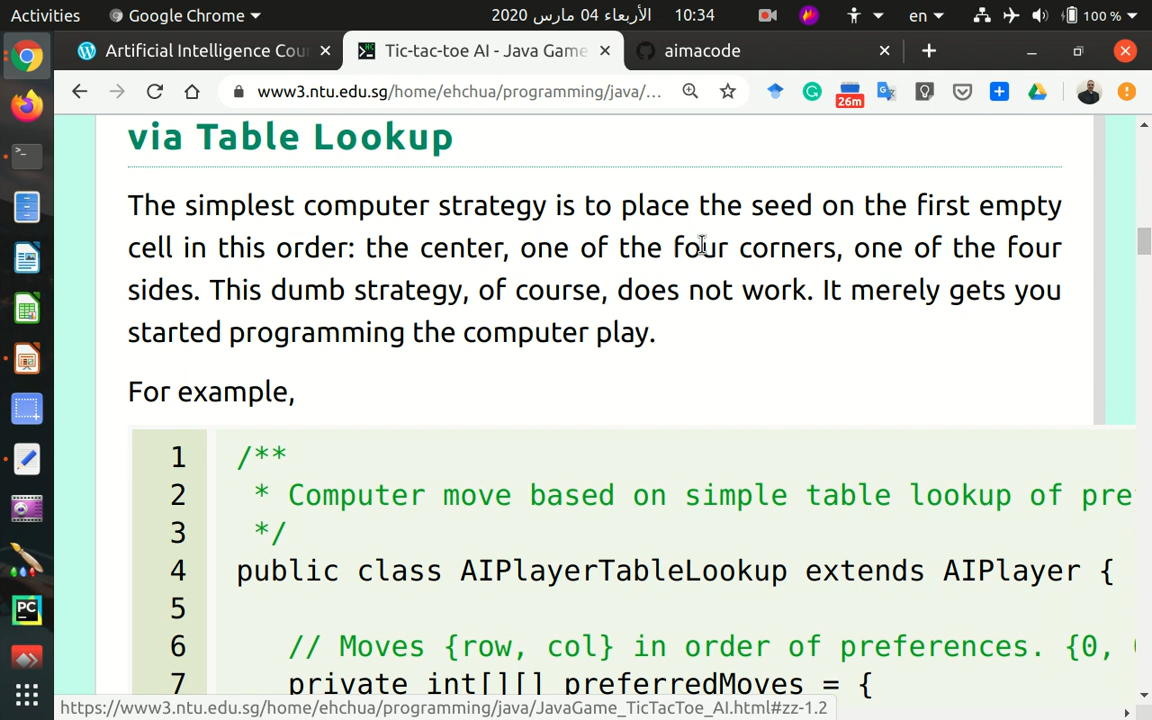 Activities Google Chrome ▾ الأربعاء 04 مارس 2020 10:34 en ▾ 100 % ▾
Artificial Intelligence Cou × Tic-tac-toe AI - Java Game × aimacode × +
www3.ntu.edu.sg/home/ehchua/programming/java/… 26m
via Table Lookup
The simplest computer strategy is to place the seed on the first empty
cell in this order: the center, one of the four corners, one of the four
sides. This dumb strategy, of course, does not work. It merely gets you
started programming the computer play.
For example,
1 /**
2 * Computer move based on simple table lookup of pre
3 */
4 public class AIPlayerTableLookup extends AIPlayer {
5
6 // Moves {row, col} in order of preferences. {0,
7 private int[][] preferredMoves = {
https://www3.ntu.edu.sg/home/ehchua/programming/java/JavaGame_TicTacToe_AI.html#zz-1.2
PC